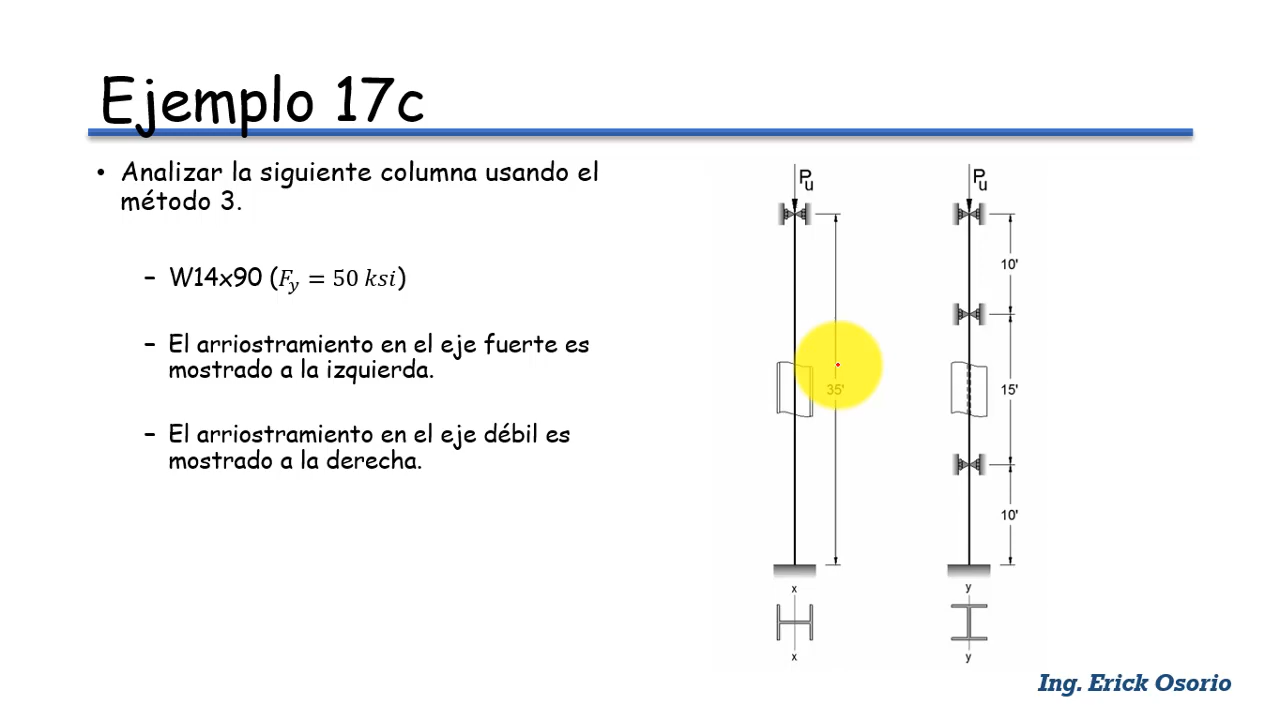 Ejemplo 17c
• Analizar la siguiente columna usando el
método 3.
– W14x90 (F_y = 50 ksi)
– El arriostramiento en el eje fuerte es
mostrado a la izquierda.
– El arriostramiento en el eje débil es
mostrado a la derecha.
Pu
35'
x
x
Pu
10'
15'
10'
y
y
Ing. Erick Osorio